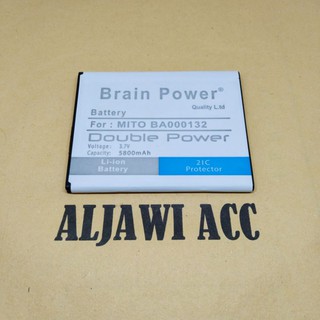 Brain Power®
Quality L.td
Battery
For : MITO BA000132
Double Power
Voltage: 3.7V
Capacity: 5800mAh
Li-ion
Battery
2IC
Protector
ALJAWI ACC